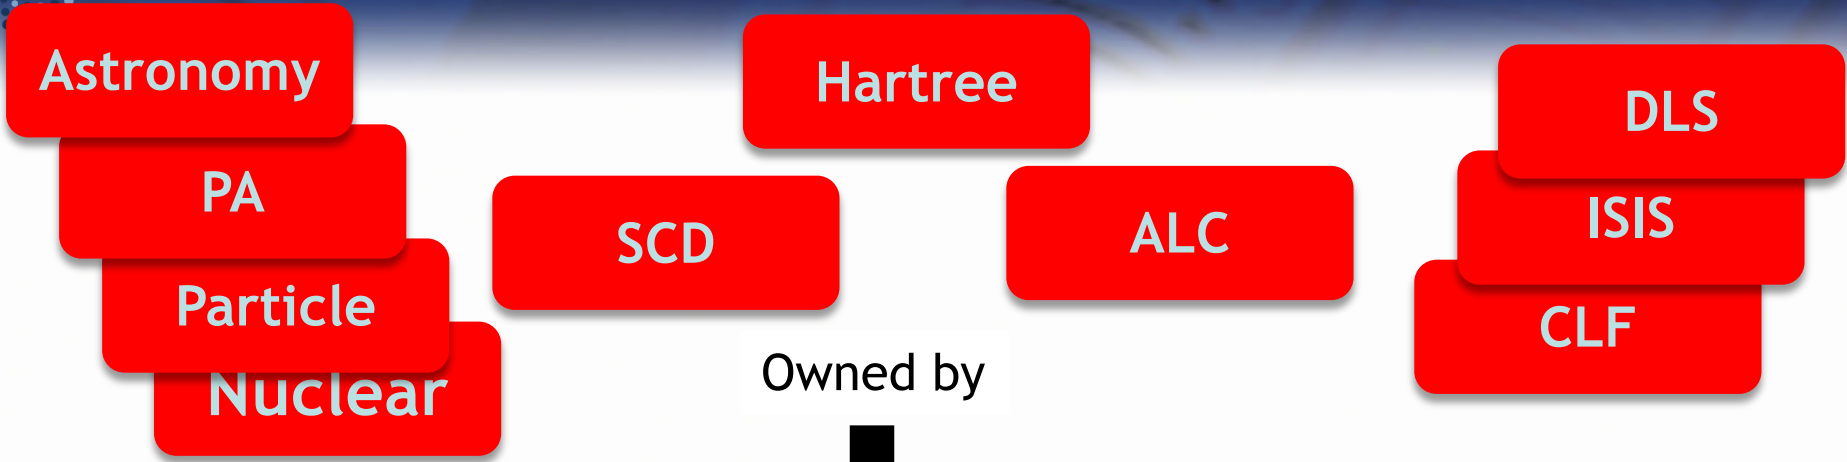 Astronomy
PA
Particle
Nuclear
Hartree
SCD
ALC
DLS
ISIS
CLF
Owned by